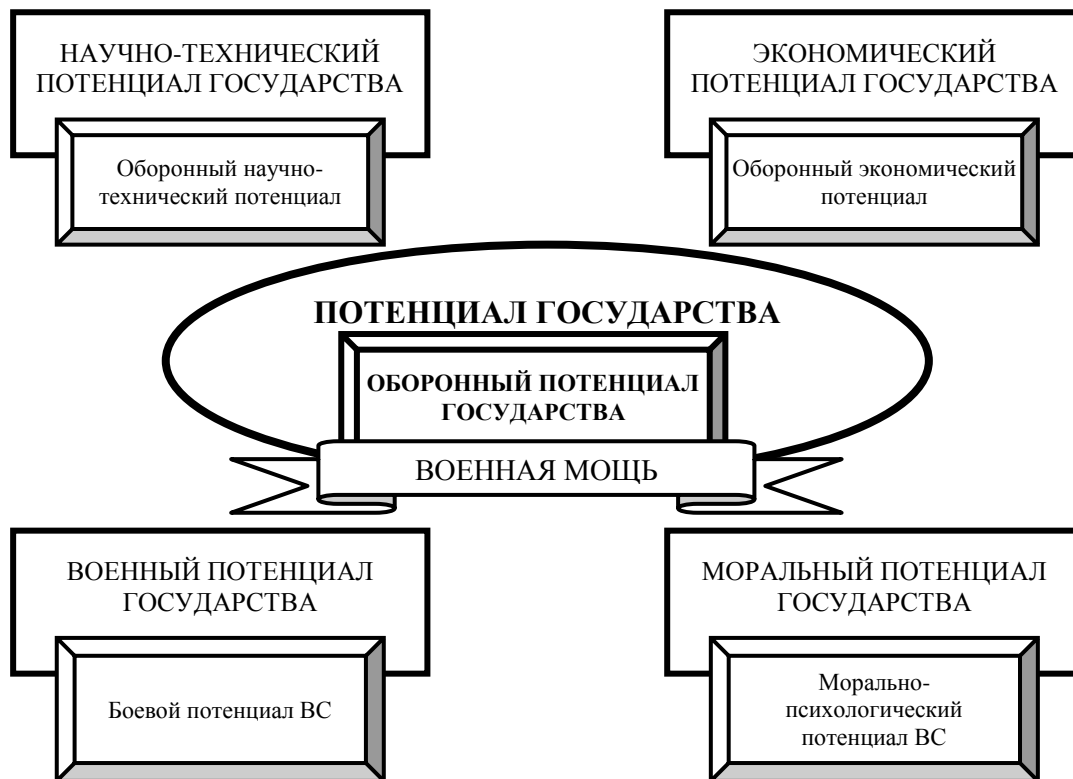 НАУЧНО-ТЕХНИЧЕСКИЙ
ПОТЕНЦИАЛ ГОСУДАРСТВА
Оборонный научно-
технический потенциал
ЭКОНОМИЧЕСКИЙ
ПОТЕНЦИАЛ ГОСУДАРСТВА
Оборонный экономический
потенциал
ПОТЕНЦИАЛ ГОСУДАРСТВА
ОБОРОННЫЙ ПОТЕНЦИАЛ
ГОСУДАРСТВА
ВОЕННАЯ МОЩЬ
ВОЕННЫЙ ПОТЕНЦИАЛ
ГОСУДАРСТВА
Боевой потенциал ВС
МОРАЛЬНЫЙ ПОТЕНЦИАЛ
ГОСУДАРСТВА
Морально-
психологический
потенциал ВС